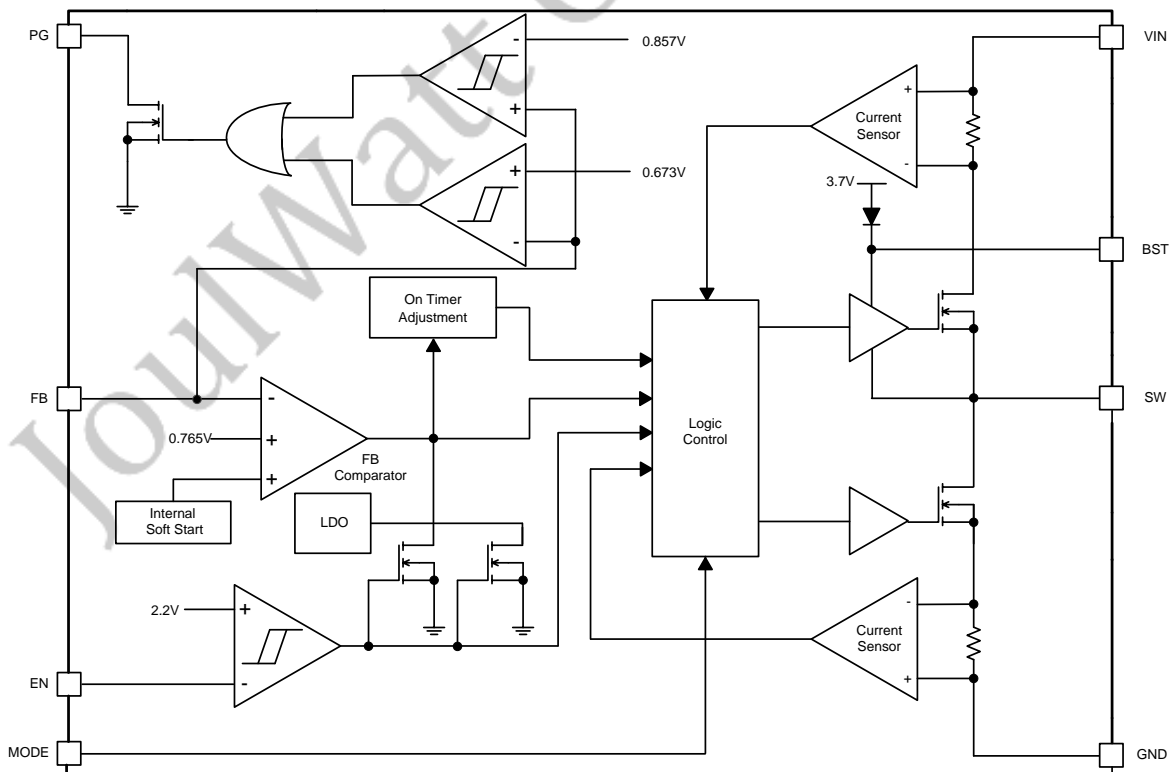 PG
-
0.857V
VIN
+
+
Current
Sensor
-
+
0.673V
3.7V
-
BST
On Timer
Adjustment
FB
-
SW
0.765V
+
Logic
Control
FB
Comparator
+
Internal
Soft Start
LDO
2.2V
+
-
Current
Sensor
EN
-
+
MODE
GND
JoulWatt